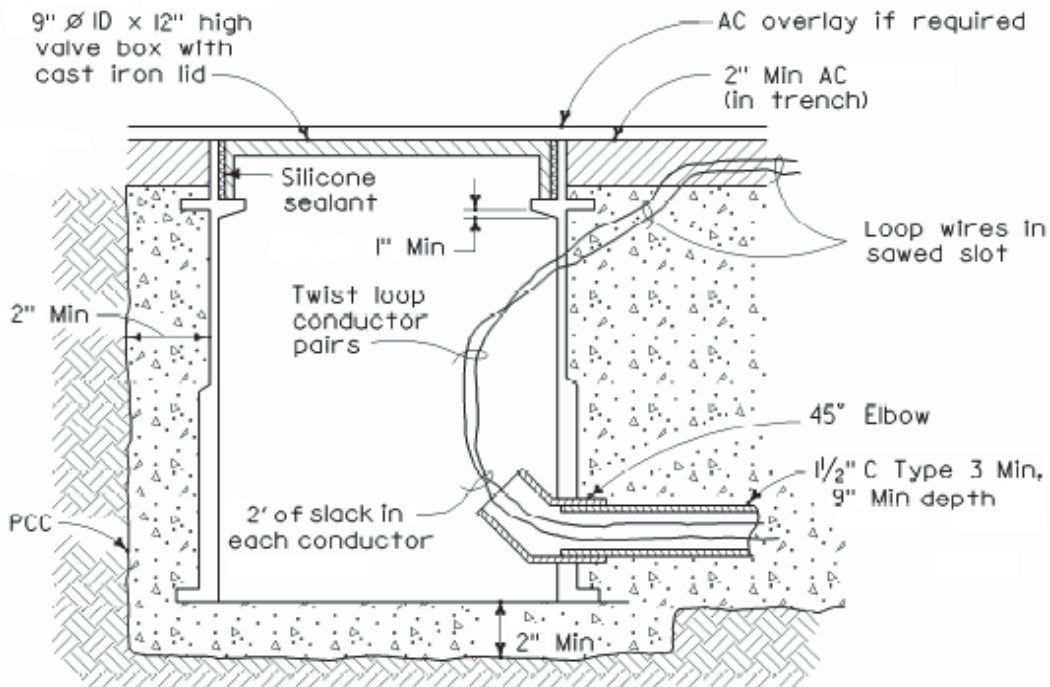 9" Ø ID x 12" high
valve box with
cast iron lid
AC overlay if required
2" Min AC
(in trench)
Silicone
sealant
1" Min
Loop wires in
sawed slot
Twist loop
conductor
pairs
2" Min
45° Elbow
1 1/2" C Type 3 Min,
9" Min depth
2' of slack in
each conductor
PCC
2" Min